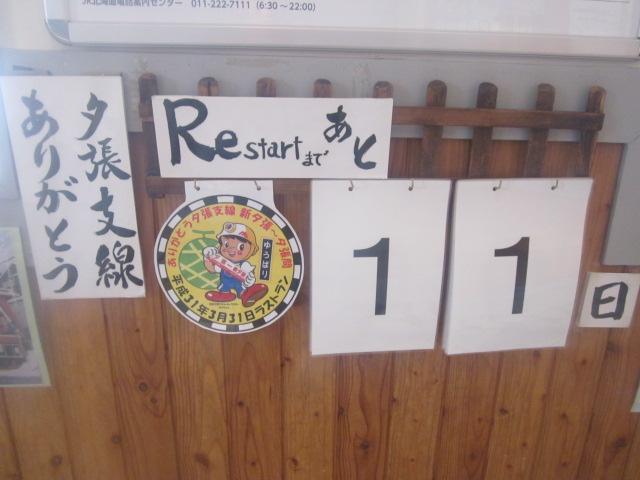 JR北海道電話案内センター 011-222-7111（6:30～22:00）
夕張支線
ありがとう
Restartまで
あと
ありがとう夕張支線 新夕張～夕張間
ゆうばり
平成31年3月31日ラストラン
1
1
日